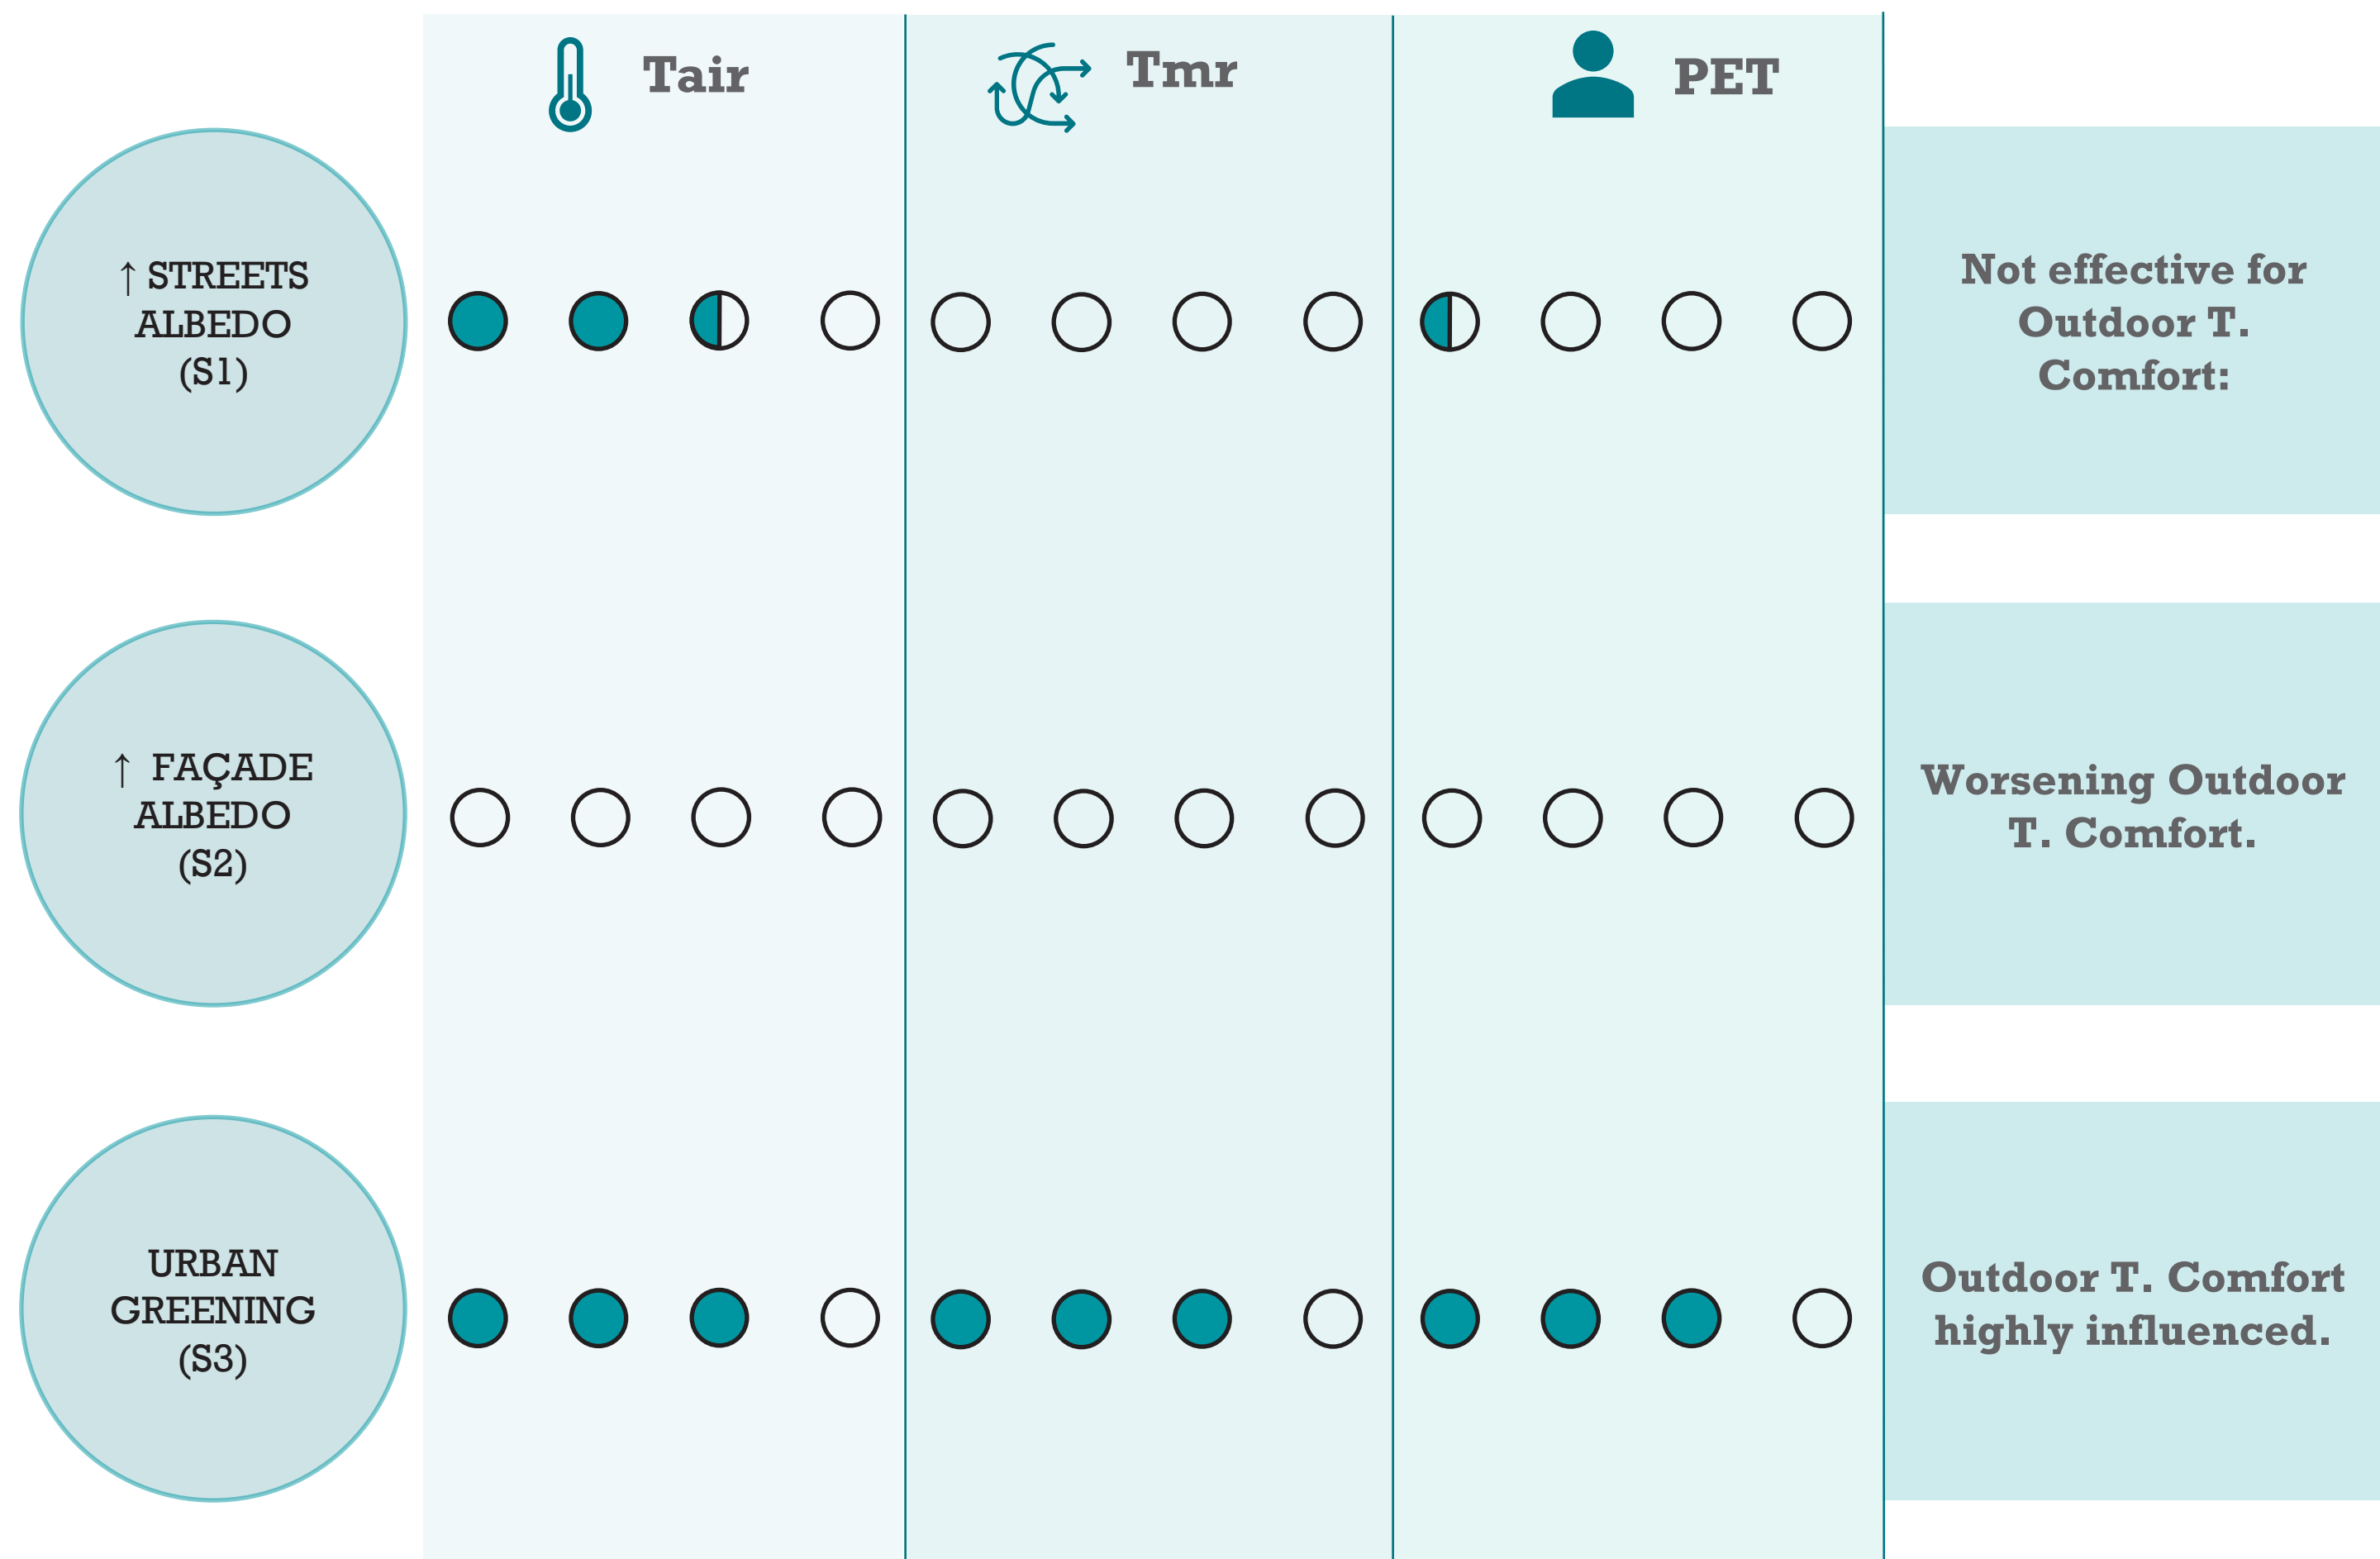 Tair
Tmr
PET
↑ STREETS
ALBEDO
(S1)
Not effective for
Outdoor T.
Comfort:
↑ FAÇADE
ALBEDO
(S2)
Worsening Outdoor
T. Comfort.
URBAN
GREENING
(S3)
Outdoor T. Comfort
highly influenced.